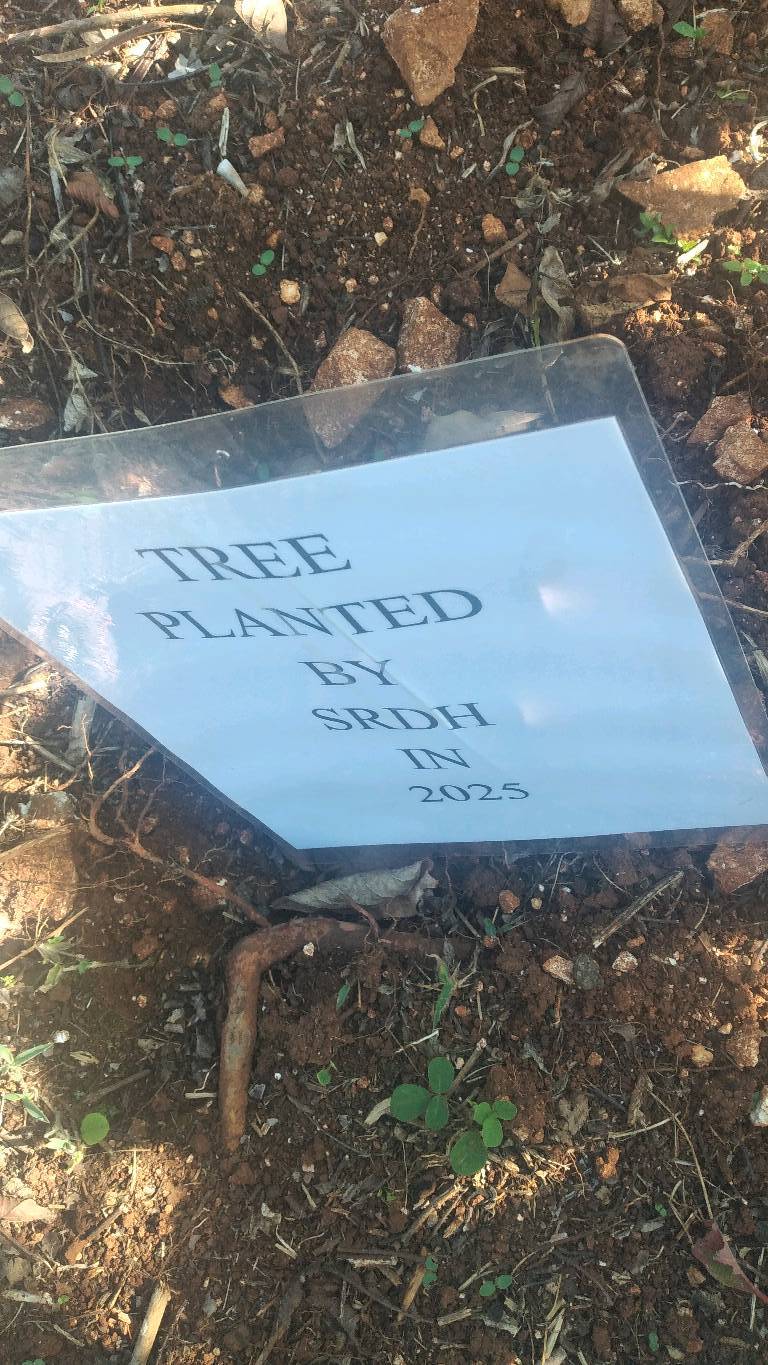 TREE
PLANTED
BY
SRDH
IN
2025